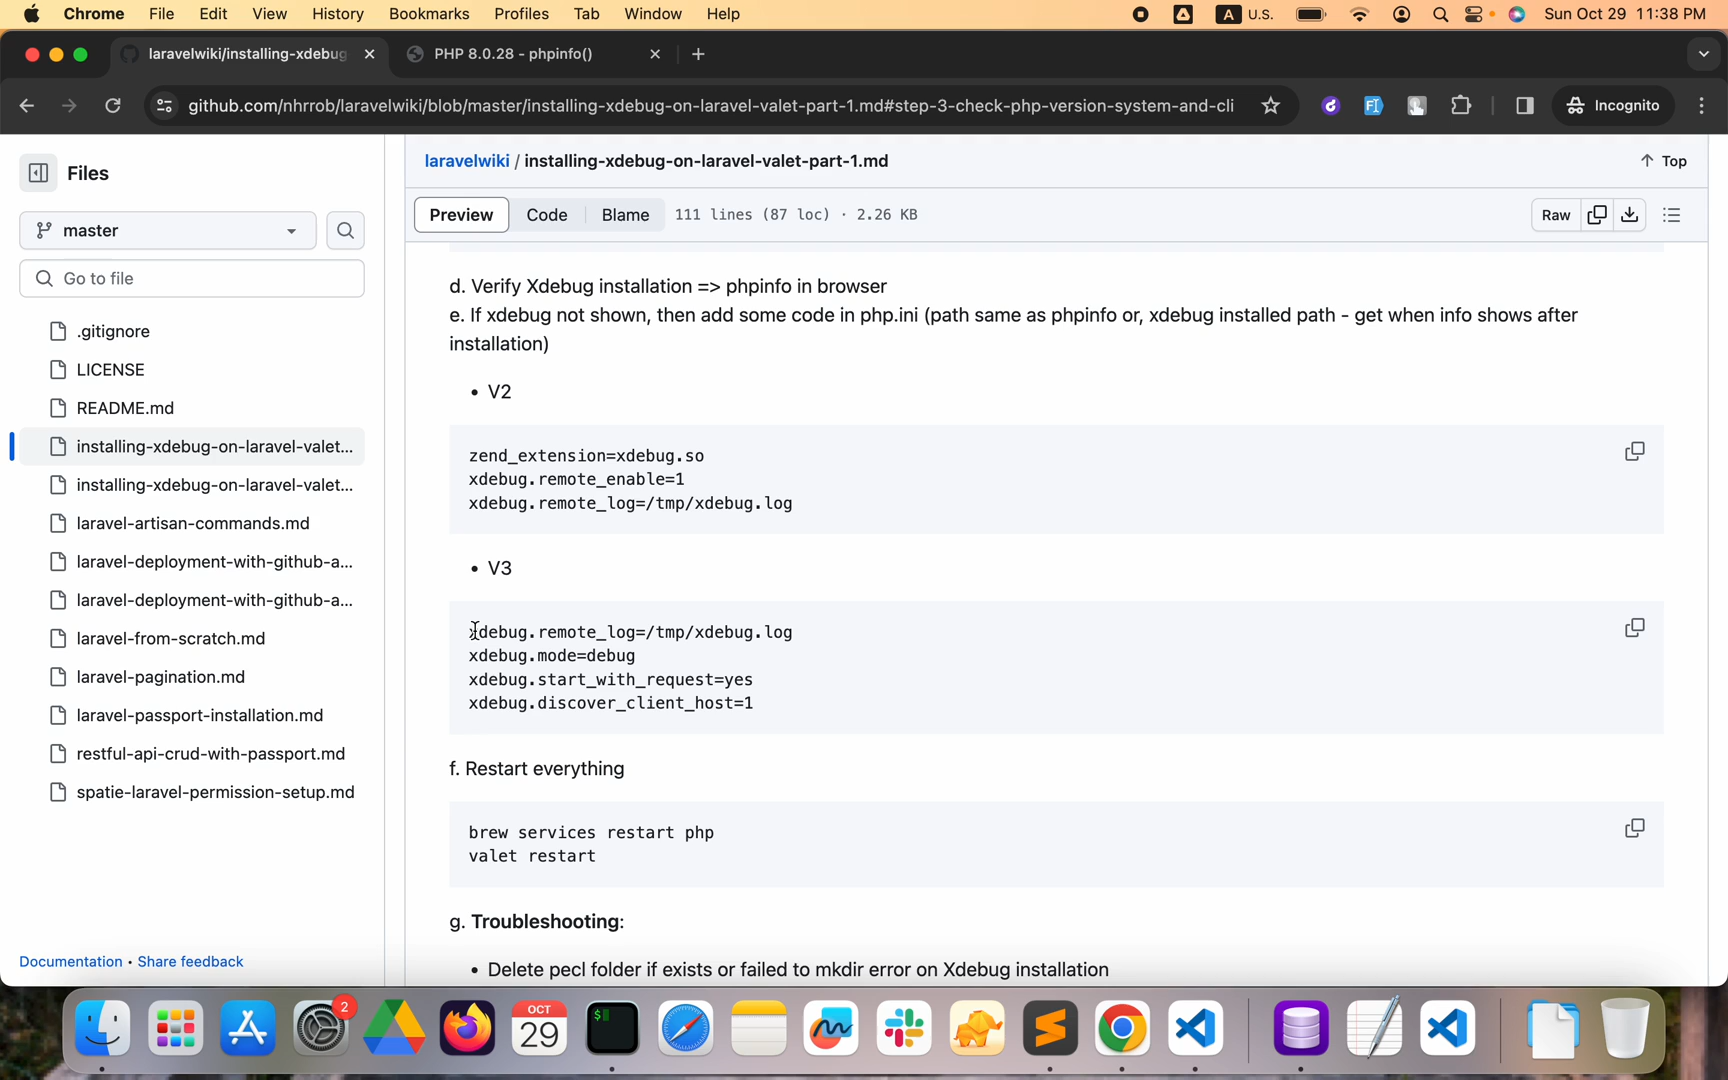 Chrome File Edit View History Bookmarks Profiles Tab Window Help A U.S. Sun Oct 29 11:38 PM
laravelwiki/installing-xdebug PHP 8.0.28 - phpinfo()
github.com/nhrrob/laravelwiki/blob/master/installing-xdebug-on-laravel-valet-part-1.md#step-3-check-php-version-system-and-cli Incognito
Files
master
Go to file
.gitignore
LICENSE
README.md
installing-xdebug-on-laravel-valet...
installing-xdebug-on-laravel-valet...
laravel-artisan-commands.md
laravel-deployment-with-github-a...
laravel-deployment-with-github-a...
laravel-from-scratch.md
laravel-pagination.md
laravel-passport-installation.md
restful-api-crud-with-passport.md
spatie-laravel-permission-setup.md
Documentation • Share feedback
laravelwiki / installing-xdebug-on-laravel-valet-part-1.md Top
Preview Code Blame 111 lines (87 loc) · 2.26 KB Raw
d. Verify Xdebug installation => phpinfo in browser
e. If xdebug not shown, then add some code in php.ini (path same as phpinfo or, xdebug installed path - get when info shows after
installation)
• V2
zend_extension=xdebug.so
xdebug.remote_enable=1
xdebug.remote_log=/tmp/xdebug.log
• V3
xdebug.remote_log=/tmp/xdebug.log
xdebug.mode=debug
xdebug.start_with_request=yes
xdebug.discover_client_host=1
f. Restart everything
brew services restart php
valet restart
g. Troubleshooting:
• Delete pecl folder if exists or failed to mkdir error on Xdebug installation
2
OCT
29
$